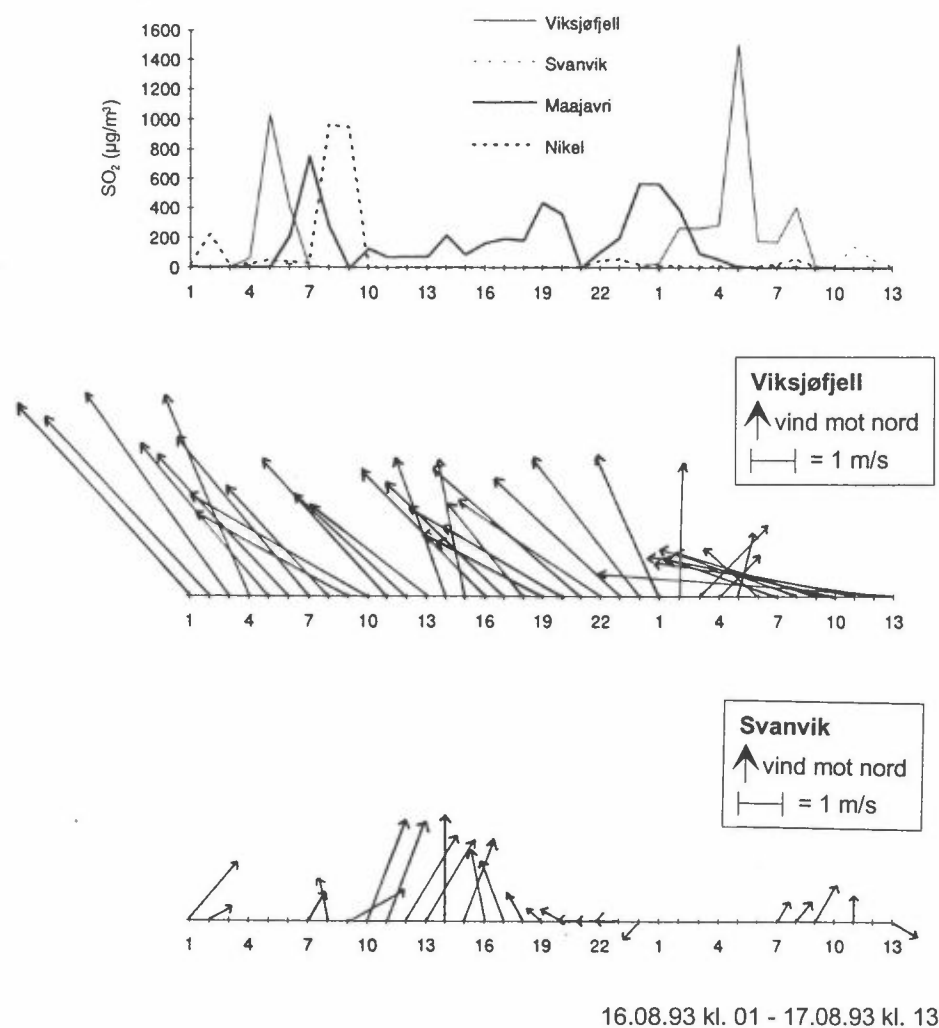 Viksjøfjell
Svanvik
Maajavri
Nikel
SO₂ (µg/m³)
1600
1400
1200
1000
800
600
400
200
0
1 4 7 10 13 16 19 22 1 4 7 10 13
Viksjøfjell
vind mot nord
= 1 m/s
1 4 7 10 13 16 19 22 1 4 7 10 13
Svanvik
vind mot nord
= 1 m/s
1 4 7 10 13 16 19 22 1 4 7 10 13
16.08.93 kl. 01 - 17.08.93 kl. 13